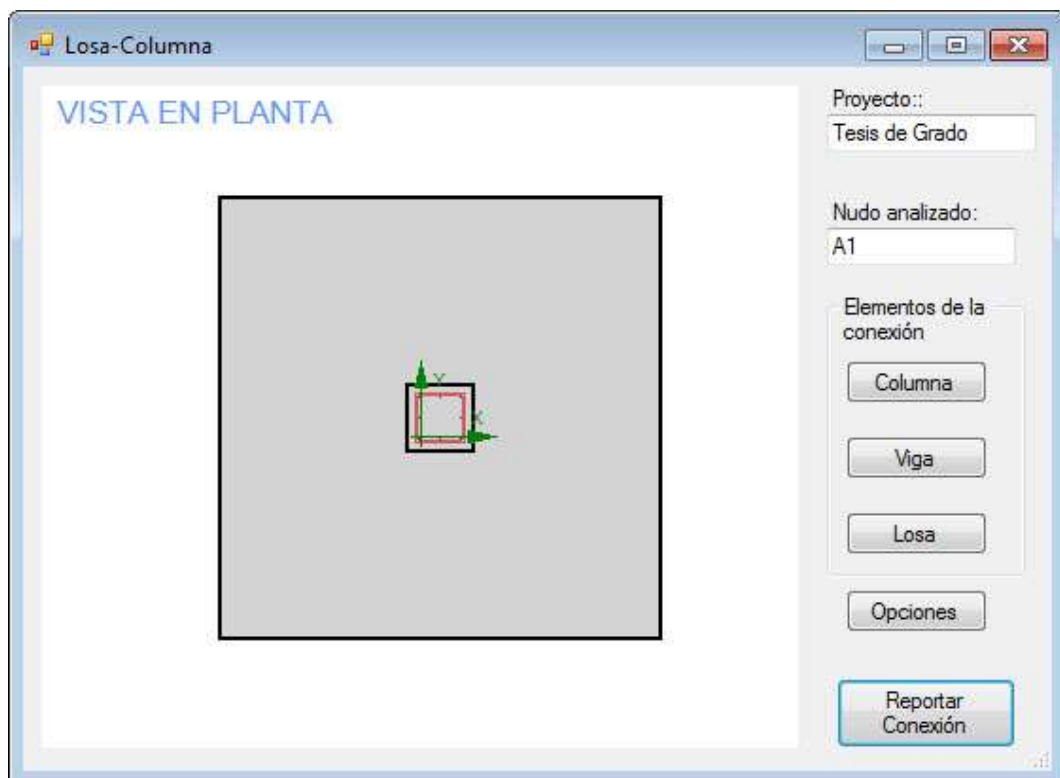 Losa-Columna
VISTA EN PLANTA
Y
X
Proyecto::
Tesis de Grado
Nudo analizado:
A1
Elementos de la
conexión
Columna
Viga
Losa
Opciones
Reportar
Conexión